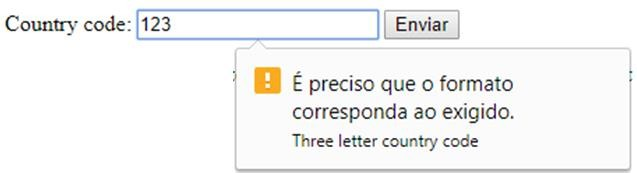 Country code: 123 Enviar
É preciso que o formato
corresponda ao exigido.
Three letter country code